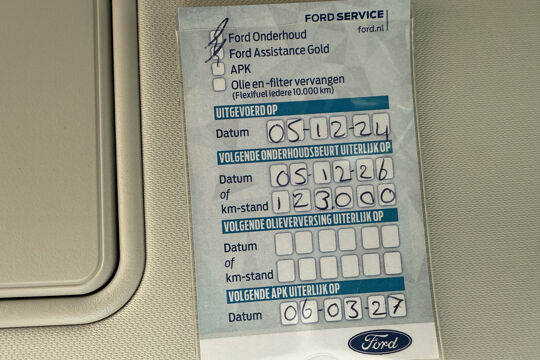 FORD SERVICE
ford.nl
Ford Onderhoud
Ford Assistance Gold
APK
Olie en -filter vervangen
(Flexifuel iedere 10.000 km)
UITGEVOERD OP
Datum 05-12-24
VOLGENDE ONDERHOUDSBEURT UITERLIJK OP
Datum 05-12-26
of
km-stand 123.000
VOLGENDE OLIEVERVERSING UITERLIJK OP
Datum
of
km-stand
VOLGENDE APK UITERLIJK OP
Datum 06-03-27
Ford